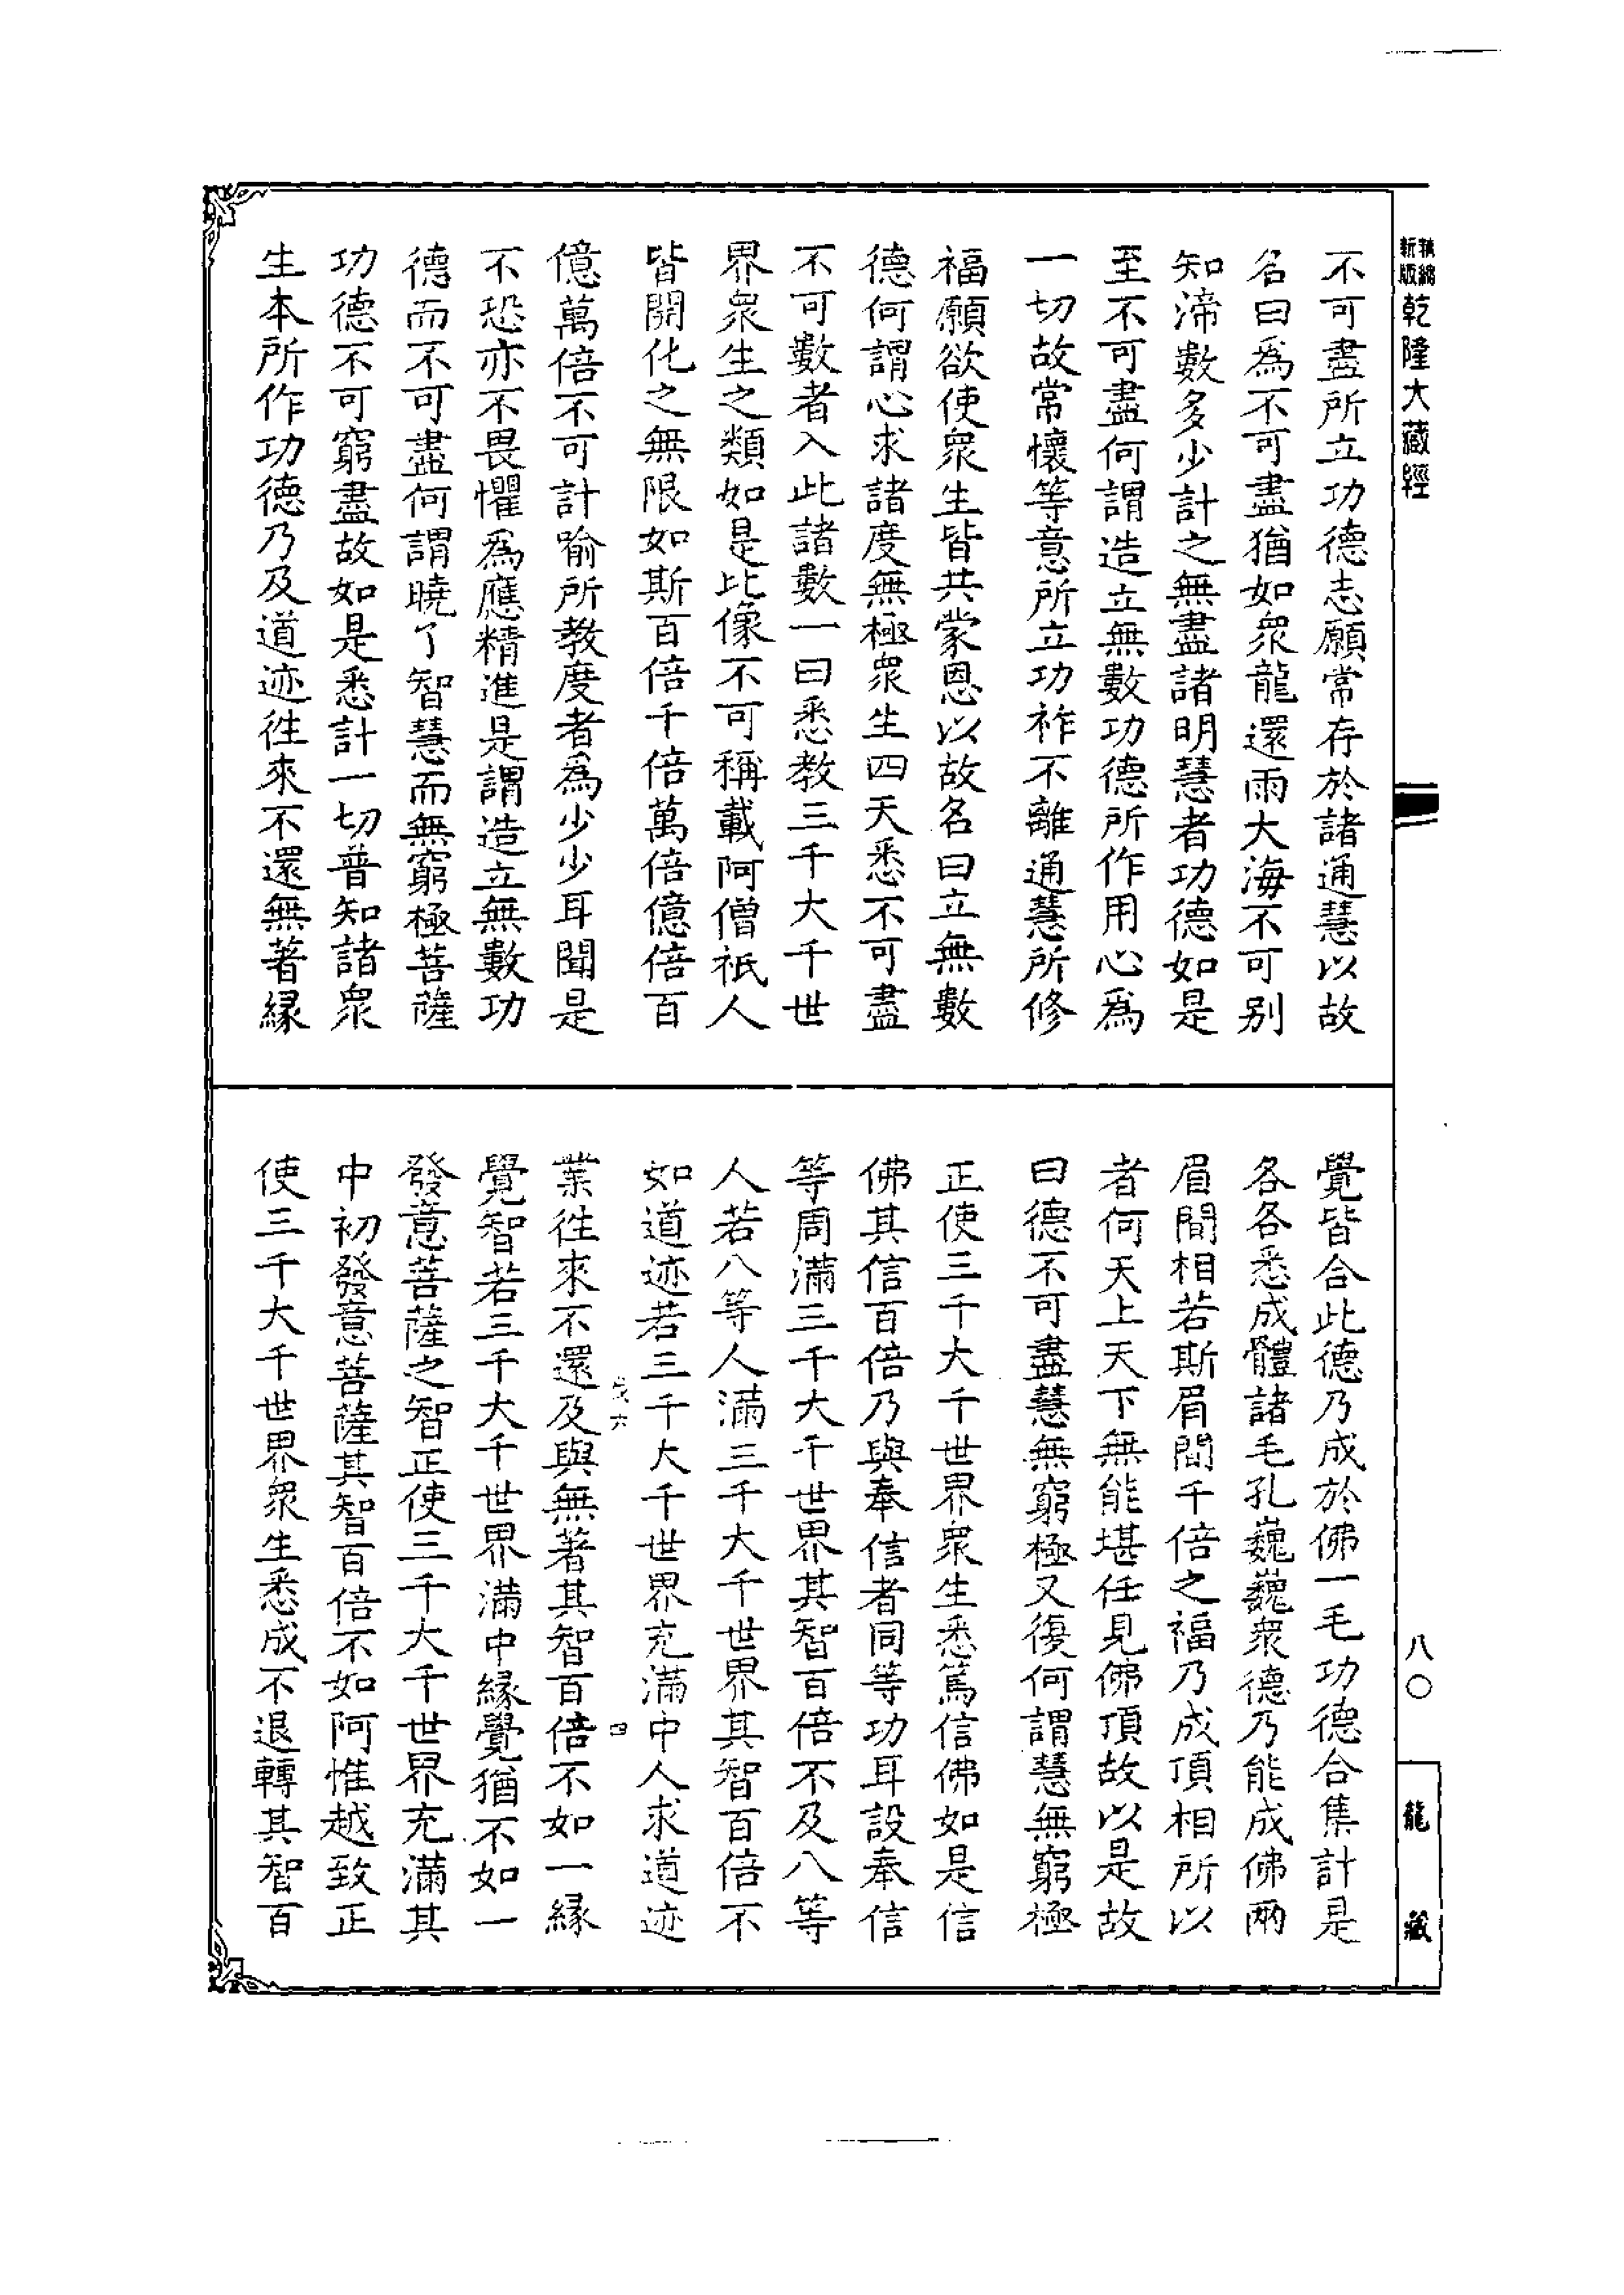 新版
精縮
乾隆大藏經
不可盡所立功德志願常存於諸通慧以故
名曰為不可盡猶如衆龍還雨大海不可别
知渧數多少計之無盡諸明慧者功德如是
至不可盡何謂造立無數功德所作用心為
一切故常懷等意所立功祚不離通慧所修
福願欲使衆生皆共蒙恩以故名曰立無數
德何謂心求諸度無極衆生四天悉不可盡
不可數者入此諸數一曰悉教三千大千世
界衆生之類如是比像不可稱載阿僧祇人
皆開化之無限如斯百倍千倍萬倍億倍百
億萬倍不可計喻所教度者為少少耳聞是
不恐亦不畏懼為應精進是謂造立無數功
德而不可盡何謂曉了智慧而無窮極菩薩
功德不可窮盡故如是悉計一切普知諸衆
生本所作功德乃及道迹徃來不還無著縁
覺皆合此德乃成於佛一毛功德合集計是
各各悉成體諸毛孔巍巍衆德乃能成佛兩
眉間相若斯眉間千倍之福乃成頂相所以
者何天上天下無能堪任見佛頂故以是故
曰德不可盡慧無窮極又復何謂慧無窮極
正使三千大千世界衆生悉篤信佛如是信
佛其信百倍乃與奉信者同等功耳設奉信
等周滿三千大千世界其智百倍不及八等
人若八等人滿三千大千世界其智百倍不
如道迹若三千大千世界充滿中人求道迹
業徃來不還及與無著其智百倍不如一縁
覺智若三千大千世界滿中縁覺猶不如一
發意菩薩之智正使三千大千世界充滿其
中初發意菩薩其智百倍不如阿惟越致正
使三千大千世界衆生悉成不退轉其智百
六
四
八〇
龍藏